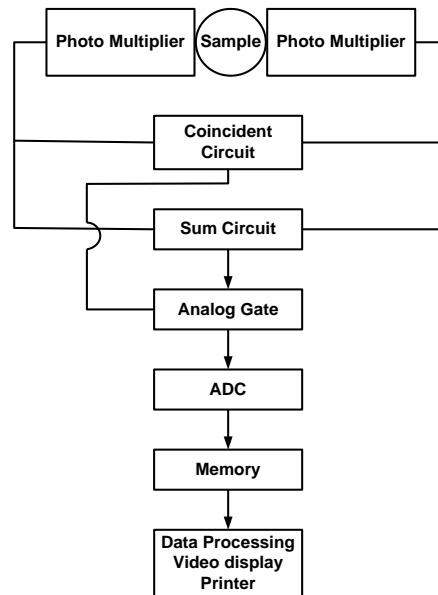 Photo Multiplier Sample Photo Multiplier
Coincident
Circuit
Sum Circuit
Analog Gate
ADC
Memory
Data Processing
Video display
Printer